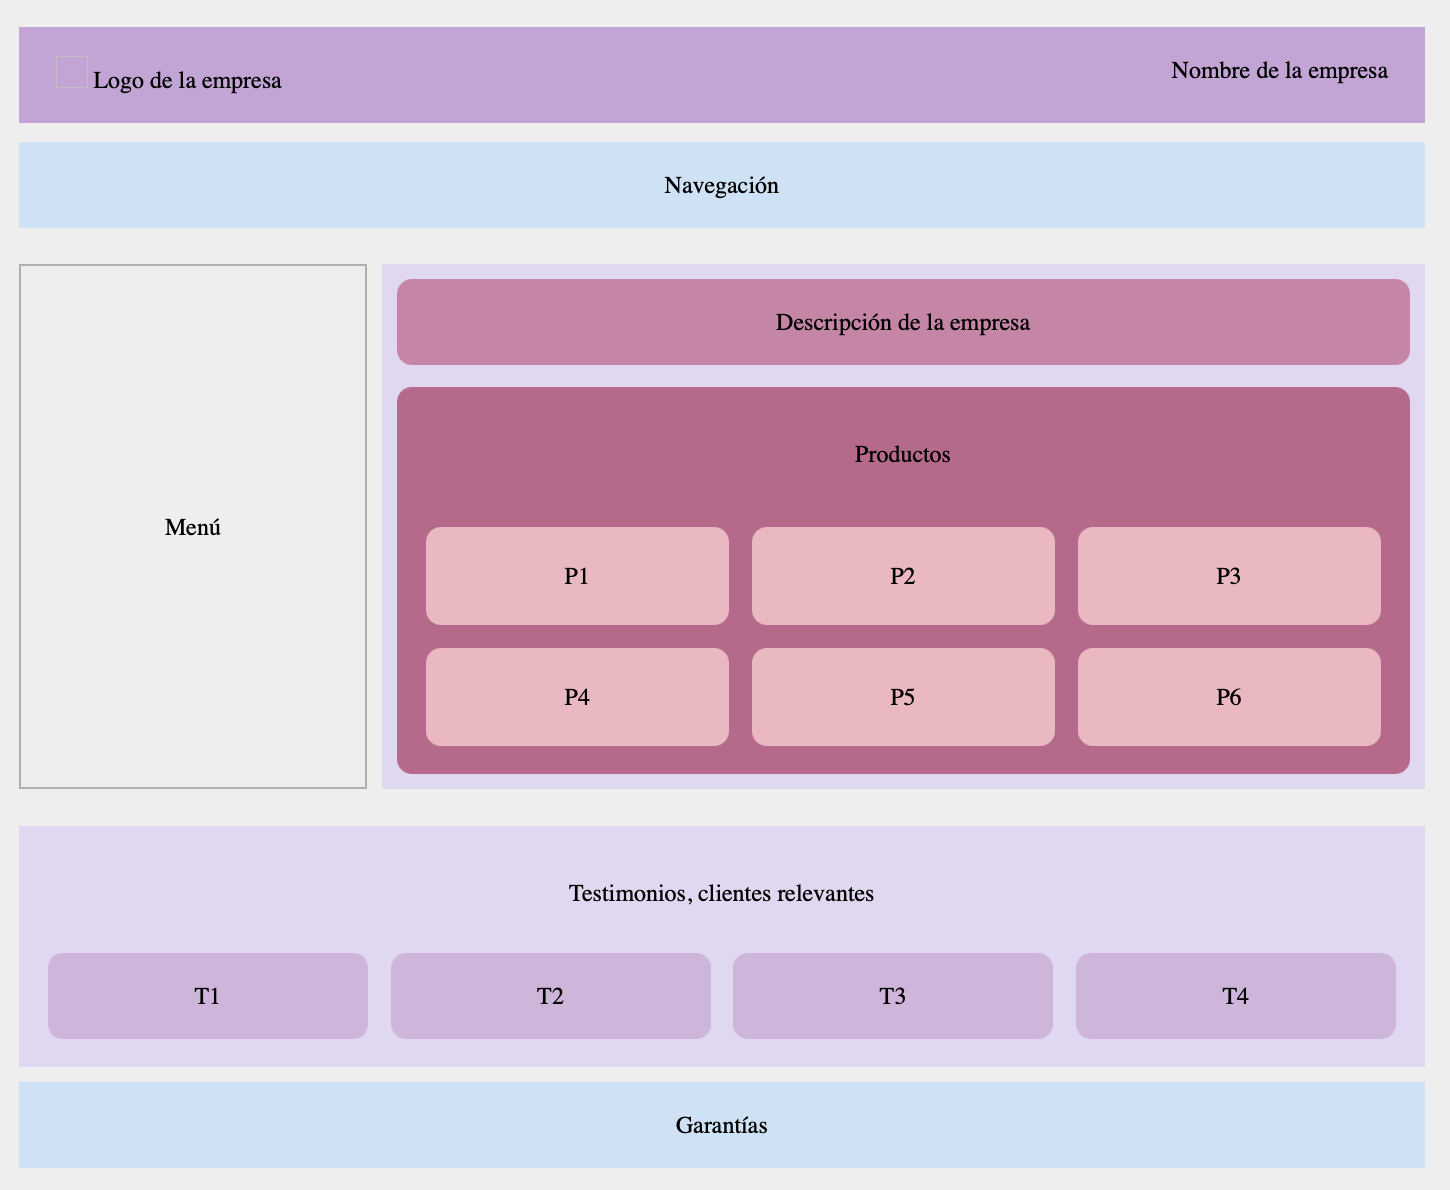 Logo de la empresa
Nombre de la empresa
Navegación
Menú
Descripción de la empresa
Productos
P1
P2
P3
P4
P5
P6
Testimonios, clientes relevantes
T1
T2
T3
T4
Garantías